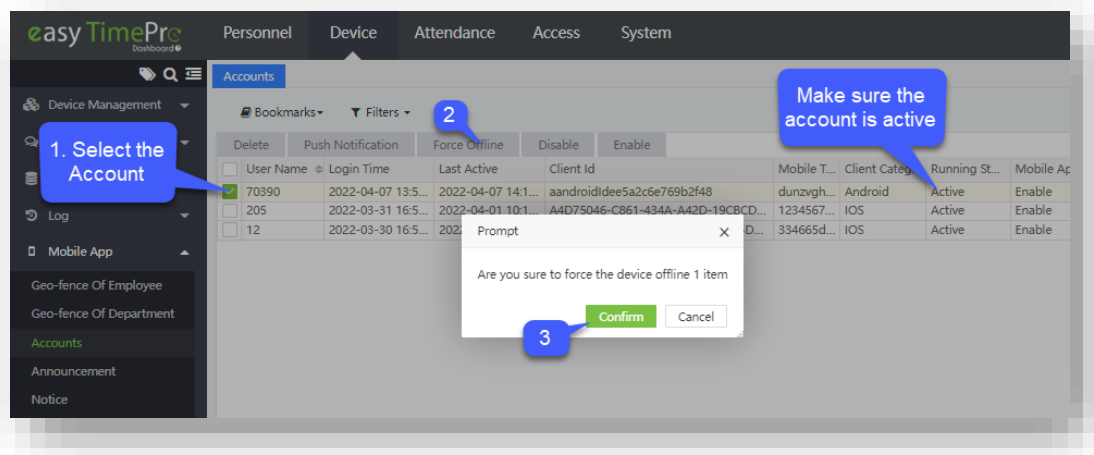 easy TimePro
Dashboard
Personnel Device Attendance Access System
Accounts
Device Management
Bookmarks Filters
2
Make sure the
account is active
1. Select the
Account
Delete Push Notification Force Offline Disable Enable
User Name Login Time Last Active Client Id Mobile T... Client Categ Running St... Mobile Ap
70390 2022-04-07 13:5... 2022-04-07 14:1... aandroidIdee5a2c6e769b2f48 dunzvgh... Android Active Enable
205 2022-03-31 16:5... 2022-04-01 10:1... A4D75046-C861-434A-A42D-19CBCD... 1234567... IOS Active Enable
12 2022-03-30 16:5... 202 D... 334665d... IOS Active Enable
Log
Mobile App
Geo-fence Of Employee
Geo-fence Of Department
Accounts
Announcement
Notice
Prompt
Are you sure to force the device offline 1 item
Confirm Cancel
3